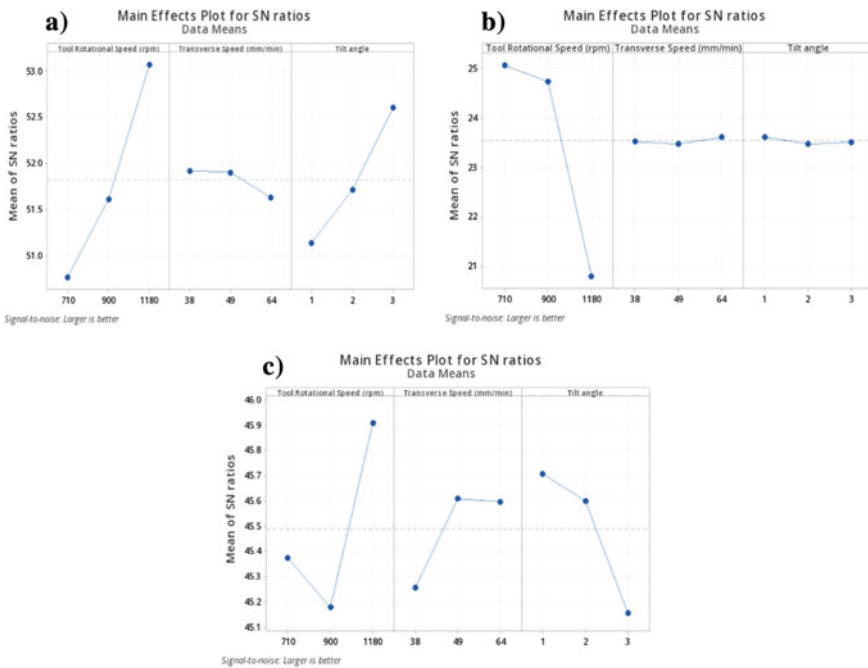 a)
Main Effects Plot for SN ratios
Data Means
Tool Rotational Speed (rpm) Transverse Speed (mm/min) Tilt angle
Mean of SN ratios
53.0
52.5
52.0
51.5
51.0
710 900 1180 38 49 64 1 2 3
Signal-to-noise: Larger is better
b)
Main Effects Plot for SN ratios
Data Means
Tool Rotational Speed (rpm) Transverse Speed (mm/min) Tilt angle
Mean of SN ratios
25
24
23
22
21
710 900 1180 38 49 64 1 2 3
Signal-to-noise: Larger is better
c)
Main Effects Plot for SN ratios
Data Means
Tool Rotational Speed (rpm) Transverse Speed (mm/min) Tilt angle
Mean of SN ratios
46.0
45.9
45.8
45.7
45.6
45.5
45.4
45.3
45.2
45.1
710 900 1180 38 49 64 1 2 3
Signal-to-noise: Larger is better